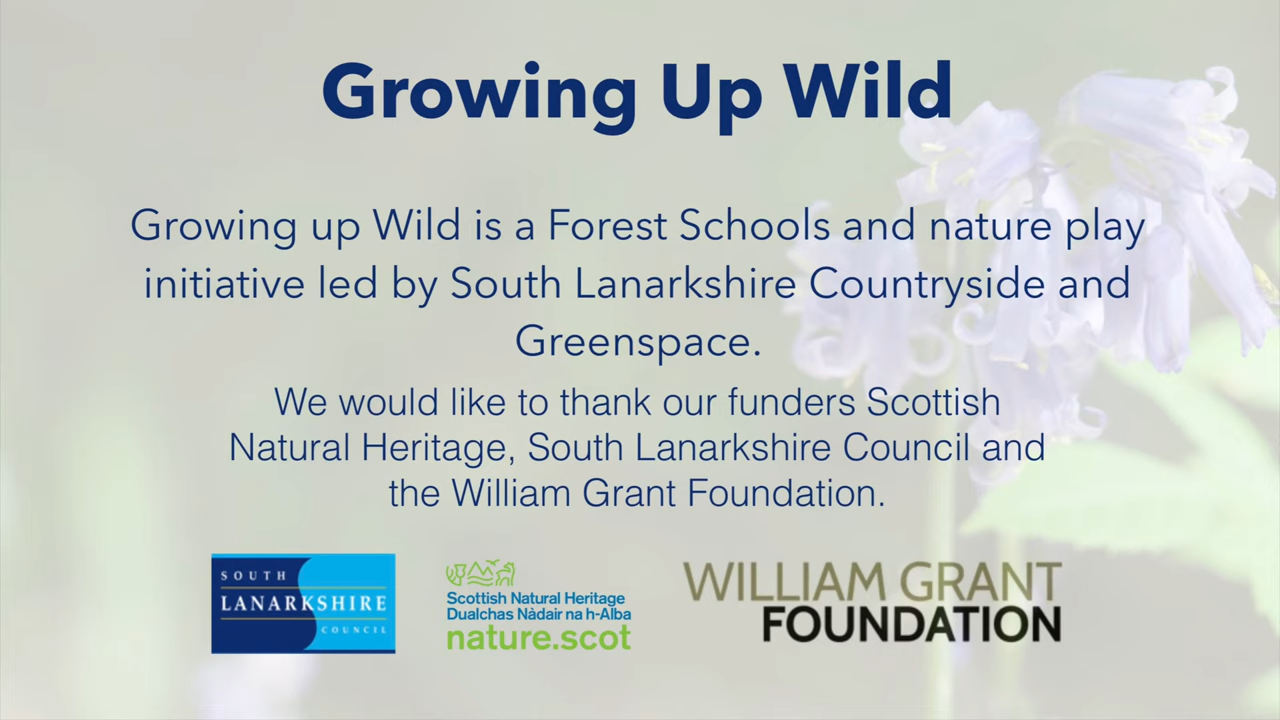 Growing Up Wild
Growing up Wild is a Forest Schools and nature play
initiative led by South Lanarkshire Countryside and
Greenspace.
We would like to thank our funders Scottish
Natural Heritage, South Lanarkshire Council and
the William Grant Foundation.
SOUTH
LANARKSHIRE
COUNCIL
Scottish Natural Heritage
Dualchas Nàdair na h-Alba
nature.scot
WILLIAM GRANT
FOUNDATION